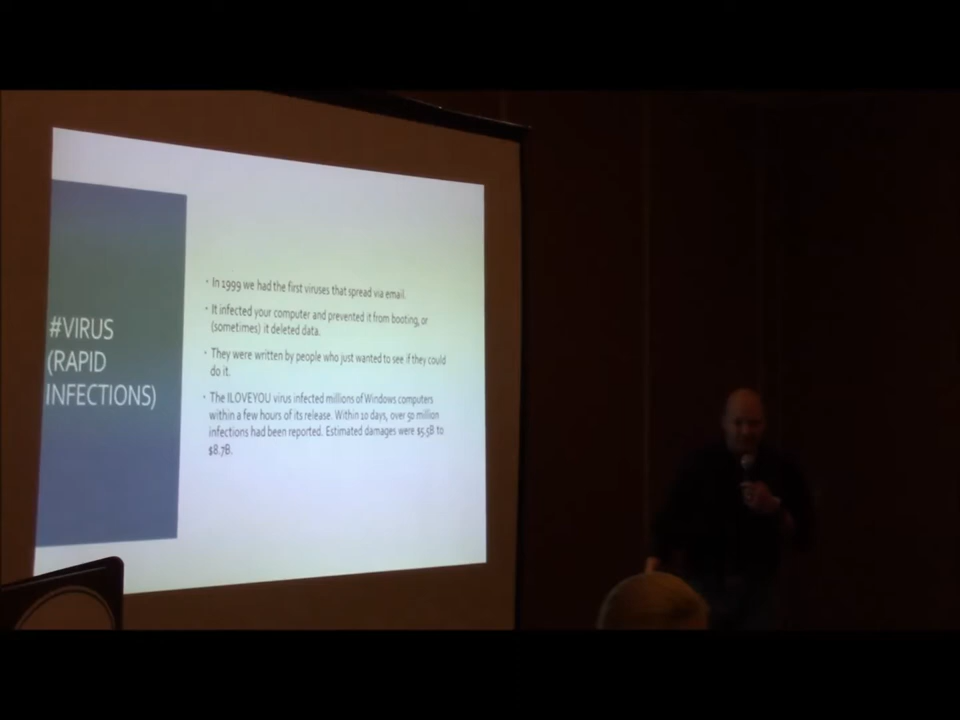 #VIRUS
(RAPID
INFECTIONS)
• In 1999 we had the first viruses that spread via email.
• It infected your computer and prevented it from booting, or
(sometimes) it deleted data.
• They were written by people who just wanted to see if they could
do it.
• The ILOVEYOU virus infected millions of Windows computers
within a few hours of its release. Within 10 days, over 50 million
infections had been reported. Estimated damages were $5.5B to
$8.7B.